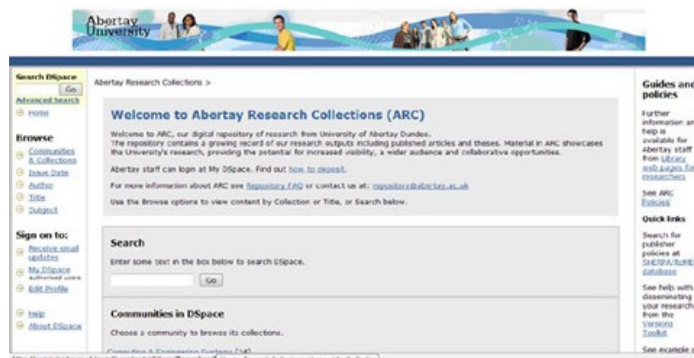 Abertay
University
Search DSpace
Go
Advanced Search
Home
Browse
Communities
& Collections
Issue Date
Author
Title
Subject
Sign on to:
Receive email
updates
My DSpace
authorised users
Edit Profile
Help
About DSpace
Abertay Research Collections >
Welcome to Abertay Research Collections (ARC)
Welcome to ARC, our digital repository of research from University of Abertay Dundee.
The repository contains a growing record of our research outputs including published articles and theses. Material in ARC showcases
the University's research, providing the potential for increased visibility, a wider audience and collaborative opportunities.
Abertay staff can login at My DSpace. Find out how to deposit.
For more information about ARC see Repository FAQ or contact us at: repository@abertay.ac.uk
Use the Browse options to view content by Collection or Title, or Search below.
Search
Enter some text in the box below to search DSpace.
Go
Communities in DSpace
Choose a community to browse its collections.
Guides and
policies
Further
information an
help is
available for
Abertay staff
from Library
web pages for
researchers
See ARC
Policies
Quick links
Search for
publisher
policies at
SHERPA/RoMEO
database
See help with
disseminating
your research
from the
Versions
Toolkit
See example